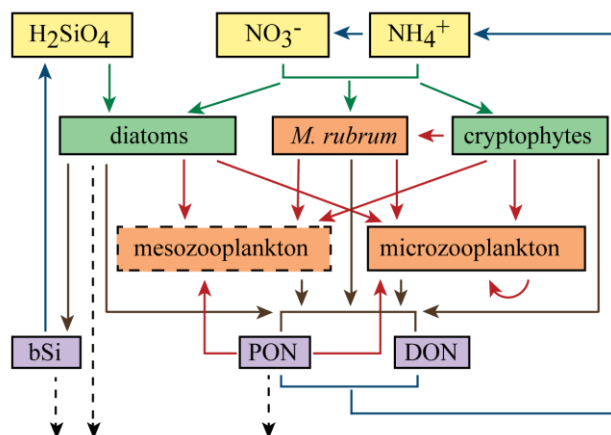 H₂SiO₄
NO₃⁻
NH₄⁺
diatoms
M. rubrum
cryptophytes
mesozooplankton
microzooplankton
bSi
PON
DON